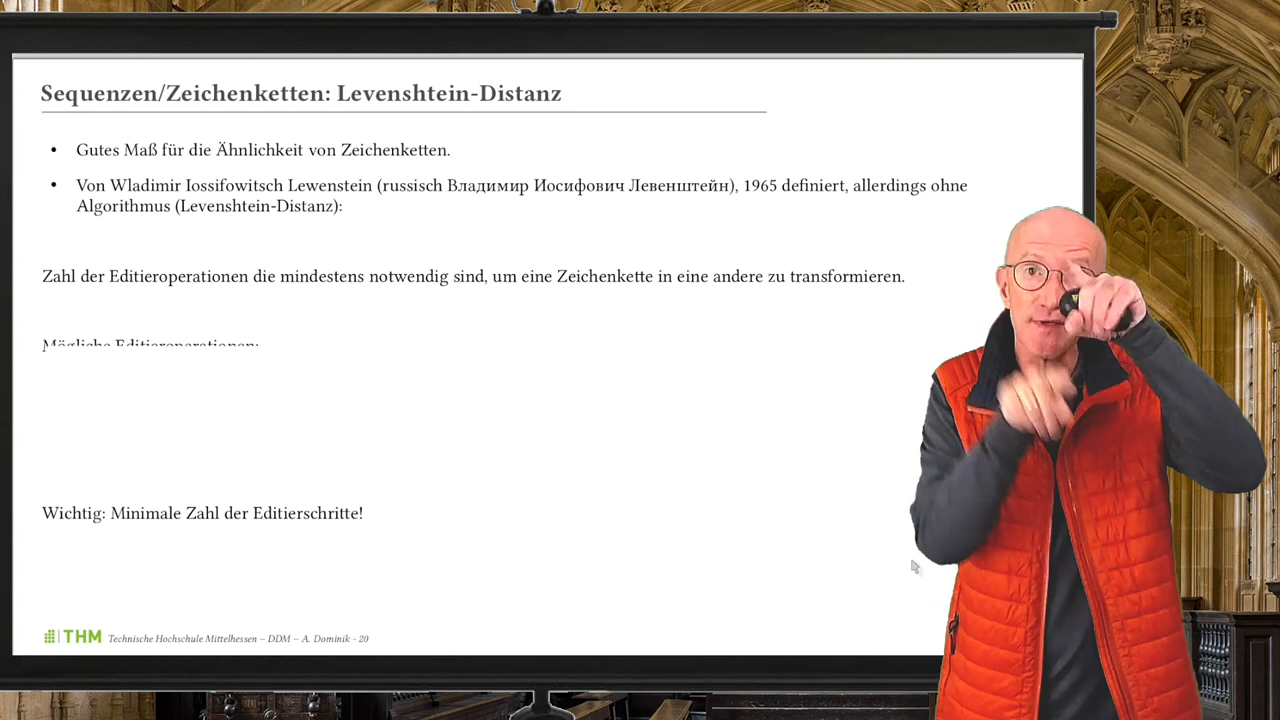 Sequenzen/Zeichenketten: Levenshtein-Distanz
• Gutes Maß für die Ähnlichkeit von Zeichenketten.
• Von Wladimir Iossifowitsch Lewenstein (russisch Владимир Иосифович Левенштейн), 1965 definiert, allerdings ohne
Algorithmus (Levenshtein-Distanz):
Zahl der Editieroperationen die mindestens notwendig sind, um eine Zeichenkette in eine andere zu transformieren.
Mögliche Editieroperationen:
Wichtig: Minimale Zahl der Editierschritte!
THM Technische Hochschule Mittelhessen – DDM – A. Dominik - 20